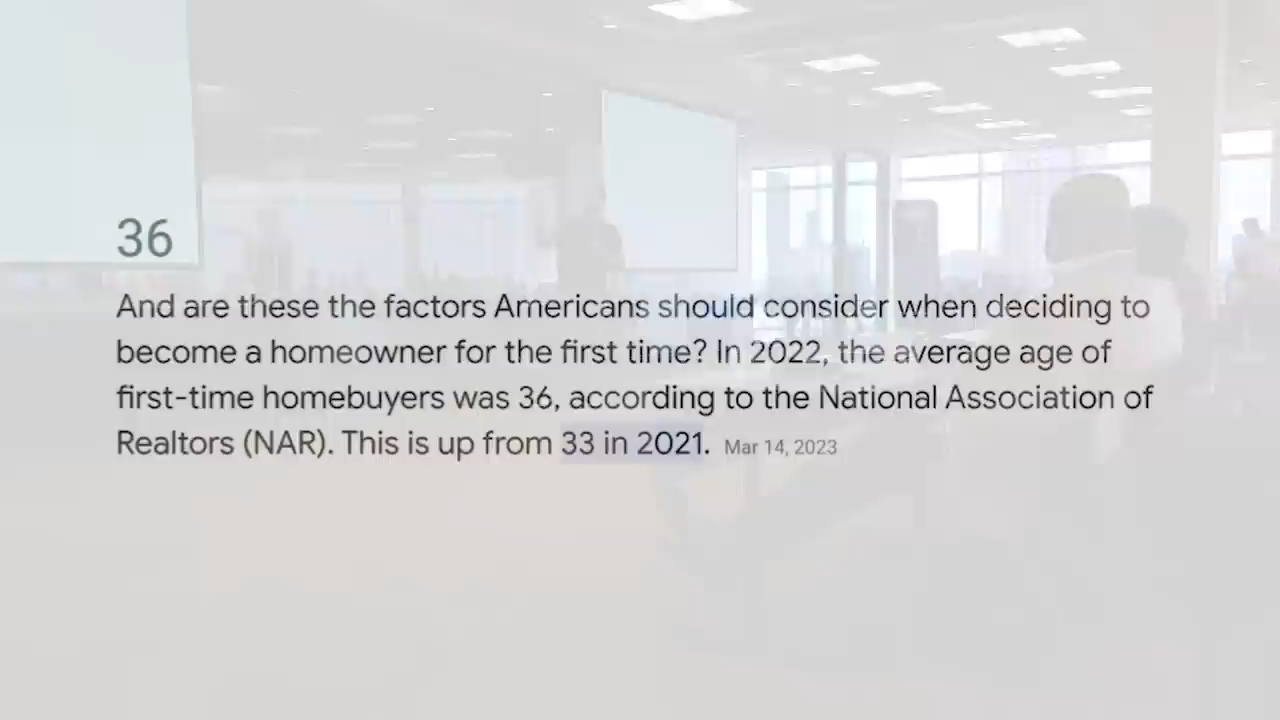 36
And are these the factors Americans should consider when deciding to
become a homeowner for the first time? In 2022, the average age of
first-time homebuyers was 36, according to the National Association of
Realtors (NAR). This is up from 33 in 2021. Mar 14, 2023